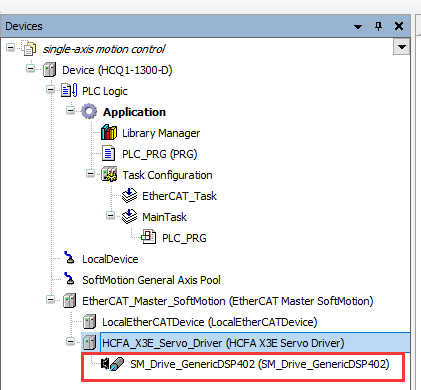 Devices
single-axis motion control
Device (HCQ1-1300-D)
PLC Logic
Application
Library Manager
PLC_PRG (PRG)
Task Configuration
EtherCAT_Task
MainTask
PLC_PRG
LocalDevice
SoftMotion General Axis Pool
EtherCAT_Master_SoftMotion (EtherCAT Master SoftMotion)
LocalEtherCATDevice (LocalEtherCATDevice)
HCFA_X3E_Servo_Driver (HCFA X3E Servo Driver)
SM_Drive_GenericDSP402 (SM_Drive_GenericDSP402)